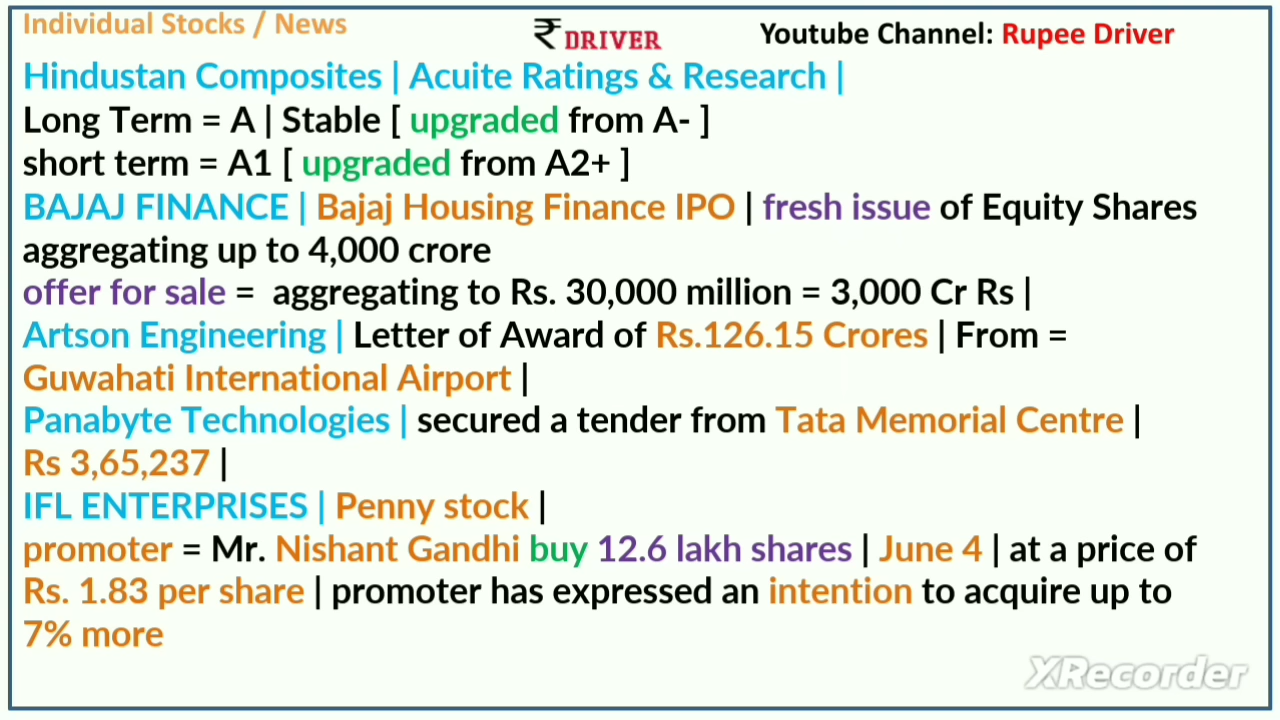 Individual Stocks / News
₹ DRIVER
Youtube Channel: Rupee Driver
Hindustan Composites | Acuite Ratings & Research |
Long Term = A | Stable [ upgraded from A- ]
short term = A1 [ upgraded from A2+ ]
BAJAJ FINANCE | Bajaj Housing Finance IPO | fresh issue of Equity Shares
aggregating up to 4,000 crore
offer for sale = aggregating to Rs. 30,000 million = 3,000 Cr Rs |
Artson Engineering | Letter of Award of Rs.126.15 Crores | From =
Guwahati International Airport |
Panabyte Technologies | secured a tender from Tata Memorial Centre |
Rs 3,65,237 |
IFL ENTERPRISES | Penny stock |
promoter = Mr. Nishant Gandhi buy 12.6 lakh shares | June 4 | at a price of
Rs. 1.83 per share | promoter has expressed an intention to acquire up to
7% more
XRecorder